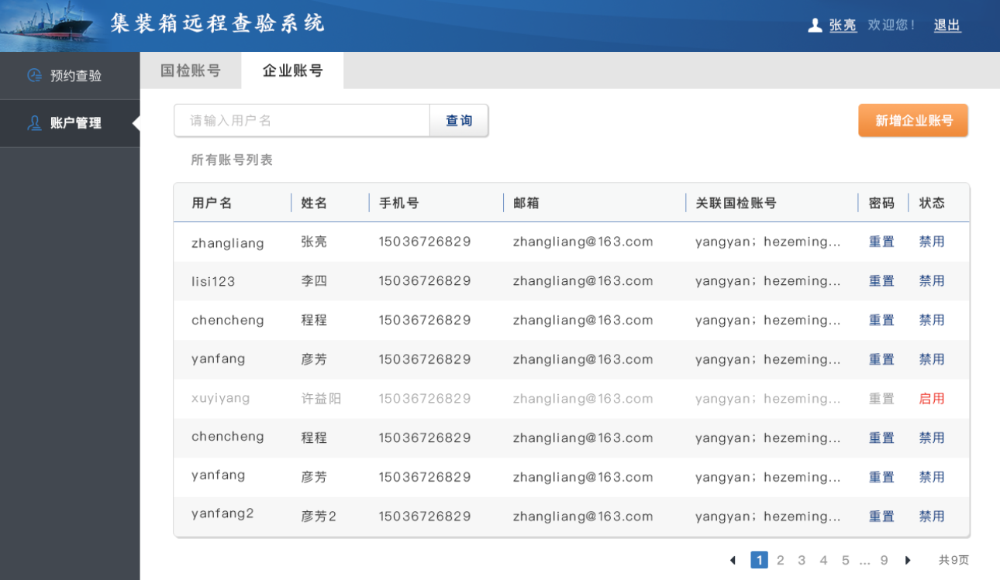 集装箱远程查验系统
张亮 欢迎您! 退出
预约查验
账户管理
国检账号 企业账号
请输入用户名 查询 新增企业账号
所有账号列表
用户名 姓名 手机号 邮箱 关联国检账号 密码 状态
zhangliang 张亮 15036726829 zhangliang@163.com yangyan；hezeming... 重置 禁用
lisi123 李四 15036726829 zhangliang@163.com yangyan；hezeming... 重置 禁用
chencheng 程程 15036726829 zhangliang@163.com yangyan；hezeming... 重置 禁用
yanfang 彦芳 15036726829 zhangliang@163.com yangyan；hezeming... 重置 禁用
xuyiyang 许益阳 15036726829 zhangliang@163.com yangyan；hezeming... 重置 启用
chencheng 程程 15036726829 zhangliang@163.com yangyan；hezeming... 重置 禁用
yanfang 彦芳 15036726829 zhangliang@163.com yangyan；hezeming... 重置 禁用
yanfang2 彦芳2 15036726829 zhangliang@163.com yangyan；hezeming... 重置 禁用
1 2 3 4 5 ... 9 共9页